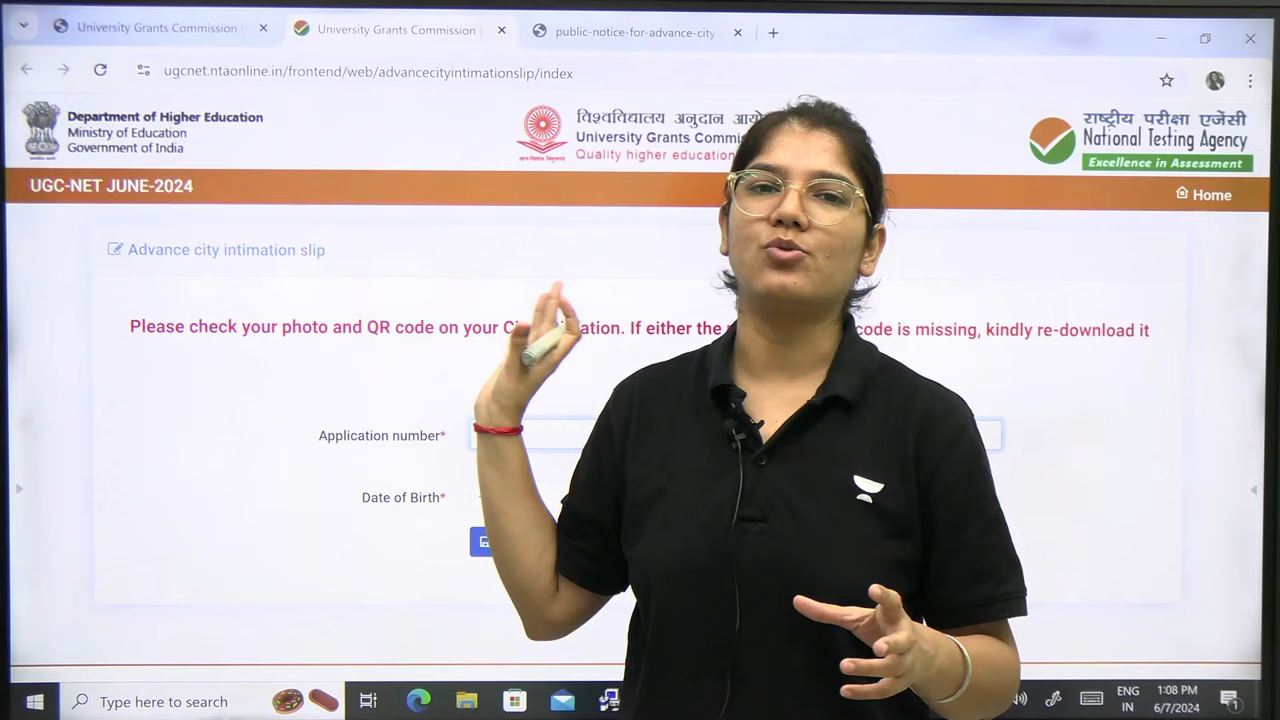 University Grants Commission
University Grants Commission
public-notice-for-advance-city
ugcnet.ntaonline.in/frontend/web/advancecityintimationslip/index
Department of Higher Education
Ministry of Education
Government of India
विश्वविद्यालय अनुदान
University Grants
Quality higher education
राष्ट्रीय परीक्षा एजेंसी
National Testing Agency
Excellence in Assessment
UGC-NET JUNE-2024
Home
Advance city intimation slip
Please check your photo and QR code on your If either the code is missing, kindly re-download it
Application number*
Date of Birth*
Type here to search
ENG
IN
1:08 PM
6/7/2024
1